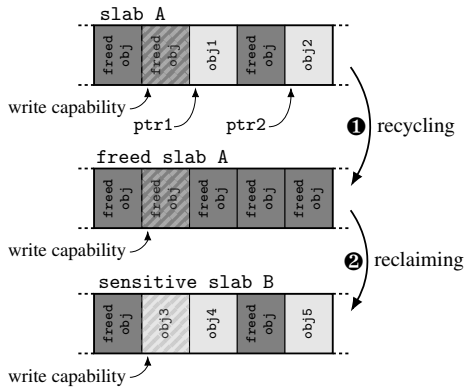 slab A
freed obj
freed obj
obj1
freed obj
obj2
write capability
ptr1
ptr2
❶ recycling
freed slab A
freed obj
freed obj
freed obj
freed obj
freed obj
write capability
❷ reclaiming
sensitive slab B
freed obj
obj3
obj4
freed obj
obj5
write capability